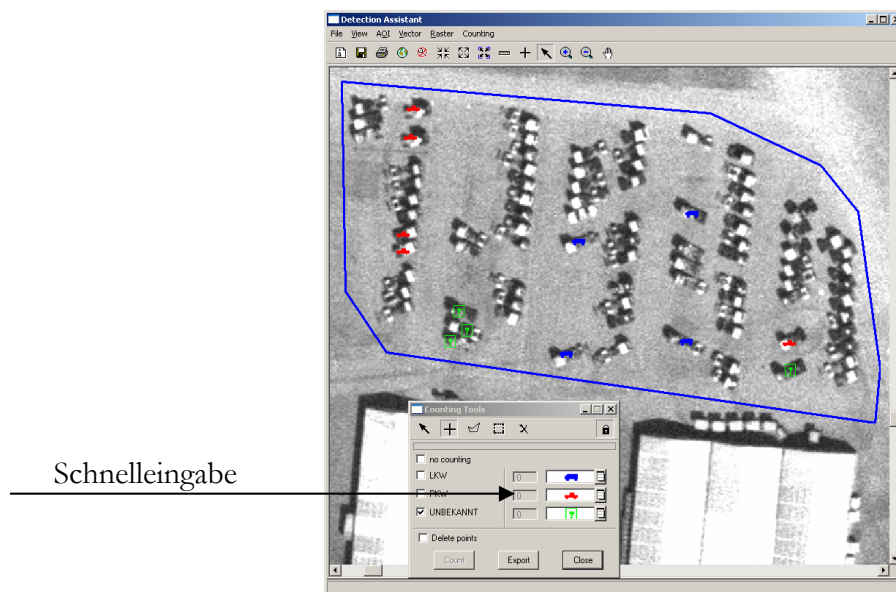 Detection Assistant
File View AOI Vector Raster Counting
Counting Tools
no counting
LKW 0
Schnelleingabe
PKW 0
UNBEKANNT 0 ?
Delete points
Count Export Close
? ? ? ?